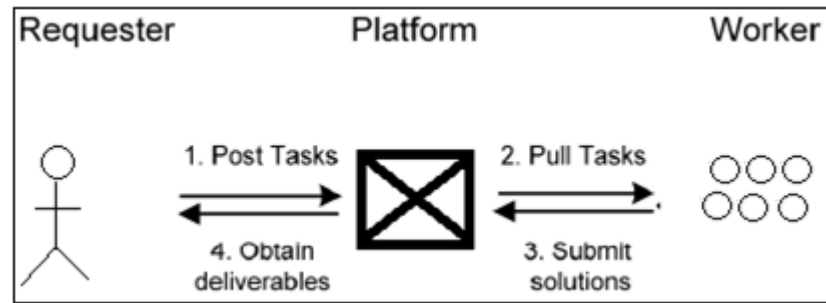 Requester
Platform
Worker
1. Post Tasks
2. Pull Tasks
4. Obtain
deliverables
3. Submit
solutions